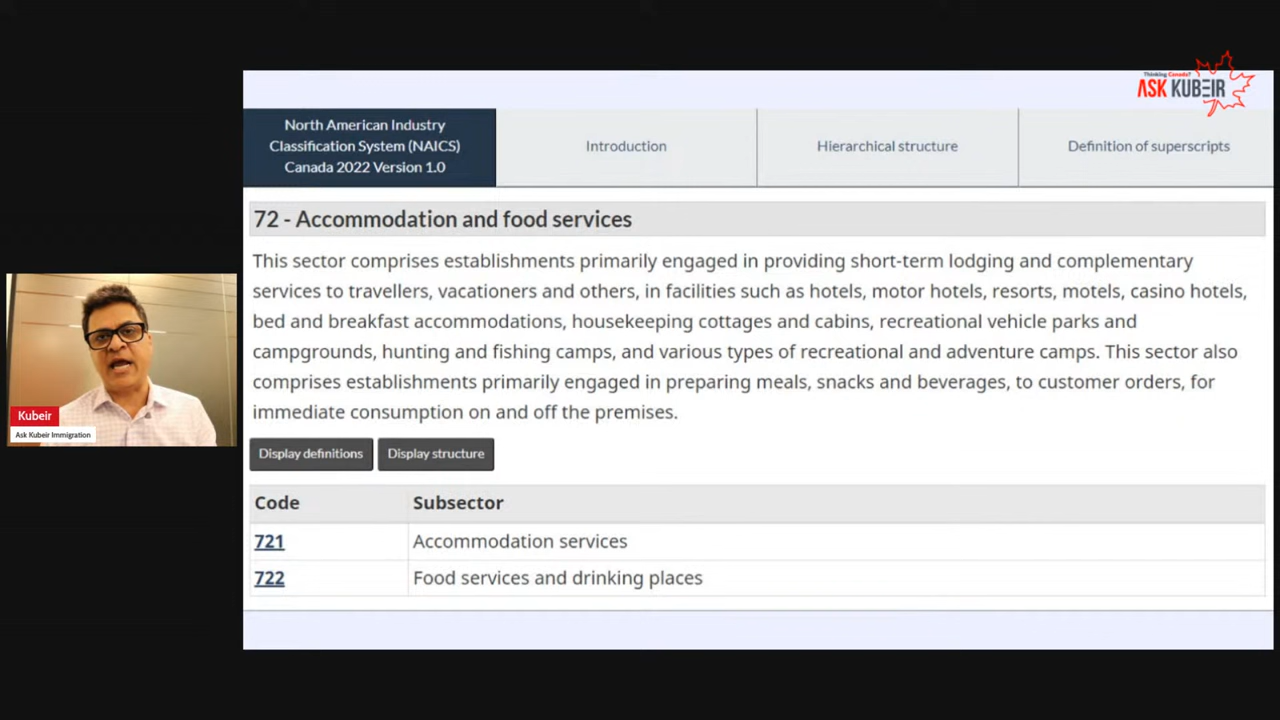 Thinking Canada?
ASK KUBEIR
North American Industry
Classification System (NAICS)
Canada 2022 Version 1.0
Introduction
Hierarchical structure
Definition of superscripts
72 - Accommodation and food services
This sector comprises establishments primarily engaged in providing short-term lodging and complementary
services to travellers, vacationers and others, in facilities such as hotels, motor hotels, resorts, motels, casino hotels,
bed and breakfast accommodations, housekeeping cottages and cabins, recreational vehicle parks and
campgrounds, hunting and fishing camps, and various types of recreational and adventure camps. This sector also
comprises establishments primarily engaged in preparing meals, snacks and beverages, to customer orders, for
immediate consumption on and off the premises.
Display definitions
Display structure
Code Subsector
721 Accommodation services
722 Food services and drinking places
Kubeir
Ask Kubeir Immigration